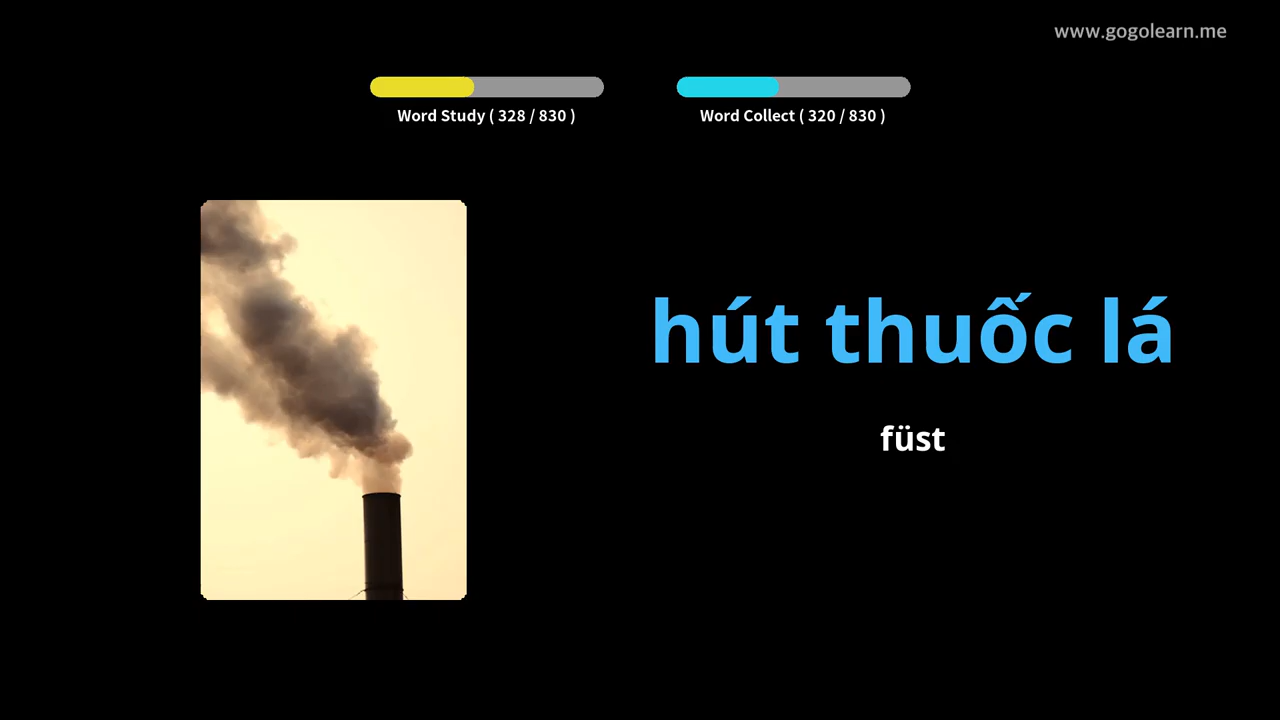 www.gogolearn.me
Word Study ( 328 / 830 )
Word Collect ( 320 / 830 )
hút thuốc lá
füst